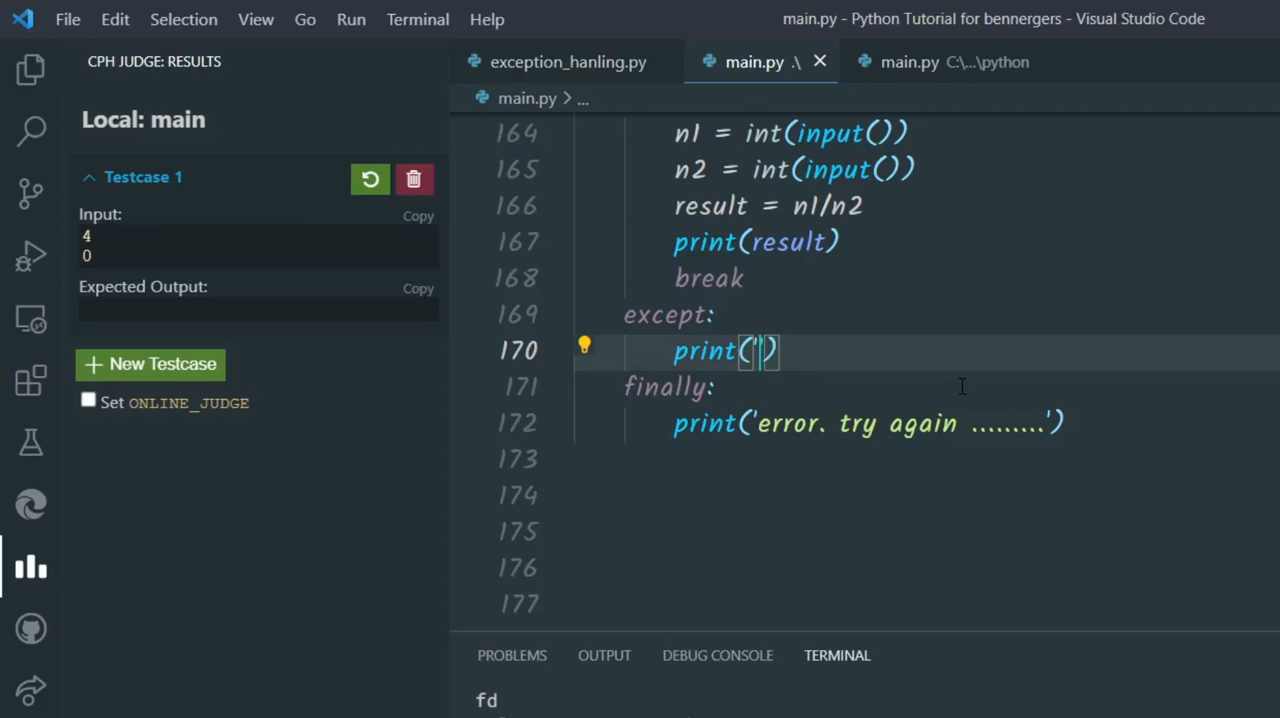 File Edit Selection View Go Run Terminal Help main.py - Python Tutorial for bennergers - Visual Studio Code
CPH JUDGE: RESULTS
exception_hanling.py main.py .\ main.py C:\...\python
main.py > ...
Local: main
Testcase 1
Input: Copy
4
0
Expected Output: Copy
+ New Testcase
Set ONLINE_JUDGE
164 n1 = int(input())
165 n2 = int(input())
166 result = n1/n2
167 print(result)
168 break
169 except:
170 print('')
171 finally:
172 print('error. try again .........')
173
174
175
176
177
PROBLEMS OUTPUT DEBUG CONSOLE TERMINAL
fd